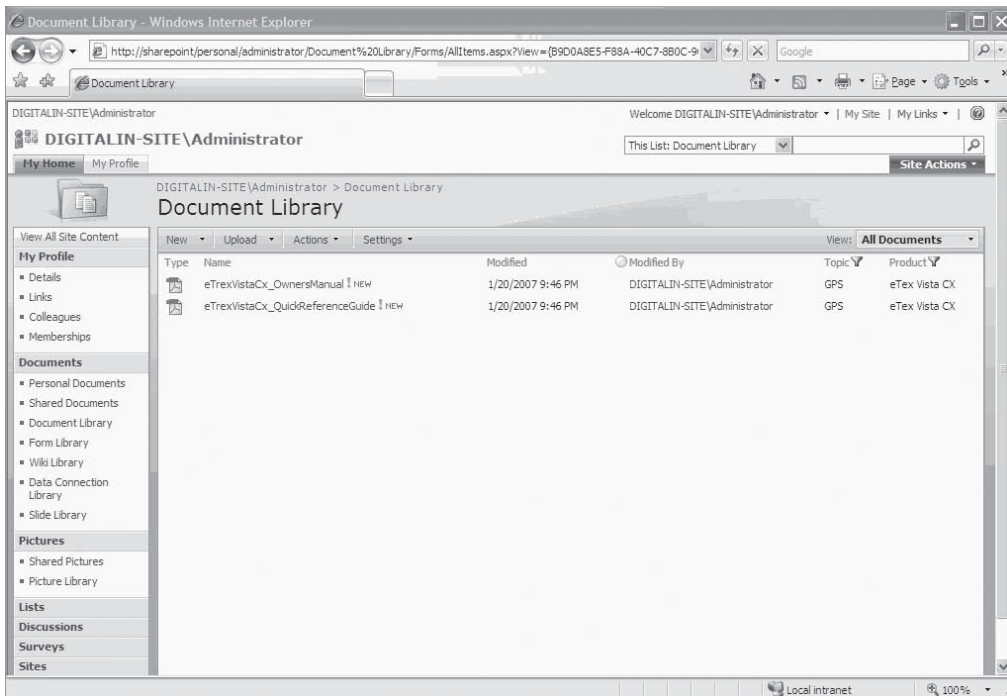 Document Library - Windows Internet Explorer
http://sharepoint/personal/administrator/Document%20Library/Forms/AllItems.aspx?View={B9D0A8E5-F88A-40C7-8B0C-9 Google
Document Library Page Tools
DIGITALIN-SITE\Administrator Welcome DIGITALIN-SITE\Administrator | My Site | My Links |
DIGITALIN-SITE\Administrator
This List: Document Library
My Home My Profile Site Actions
DIGITALIN-SITE\Administrator > Document Library
Document Library
View All Site Content
New Upload Actions Settings View: All Documents
Type Name Modified Modified By Topic Product
eTrexVistaCx_OwnersManual ! NEW 1/20/2007 9:46 PM DIGITALIN-SITE\Administrator GPS eTex Vista CX
eTrexVistaCx_QuickReferenceGuide ! NEW 1/20/2007 9:46 PM DIGITALIN-SITE\Administrator GPS eTex Vista CX
My Profile
Details
Links
Colleagues
Memberships
Documents
Personal Documents
Shared Documents
Document Library
Form Library
Wiki Library
Data Connection
Library
Slide Library
Pictures
Shared Pictures
Picture Library
Lists
Discussions
Surveys
Sites
Local intranet 100%